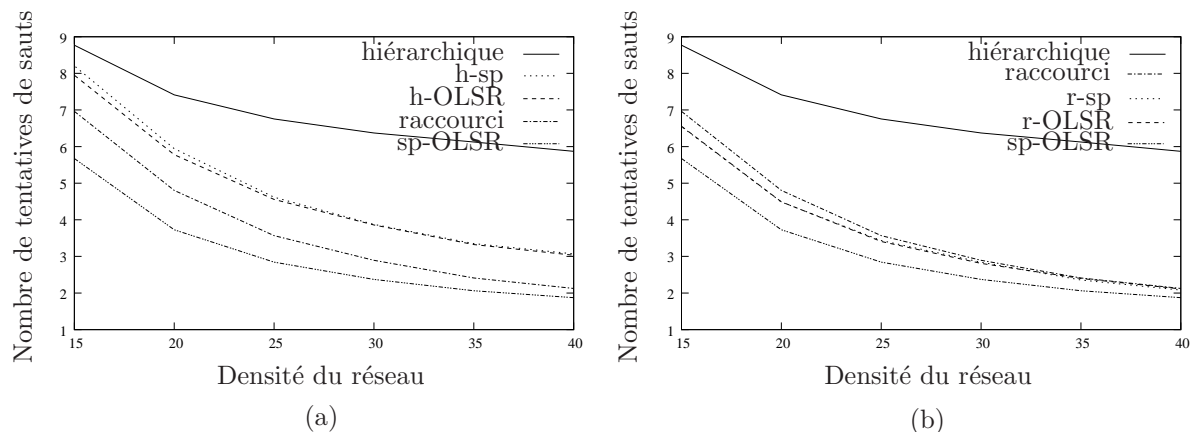 Nombre de tentatives de sauts
9
8
7
6
5
4
3
2
1
hiérarchique
h-sp
h-OLSR
raccourci
sp-OLSR
15 20 25 30 35 40
Densité du réseau
(a)
Nombre de tentatives de sauts
9
8
7
6
5
4
3
2
1
hiérarchique
raccourci
r-sp
r-OLSR
sp-OLSR
15 20 25 30 35 40
Densité du réseau
(b)